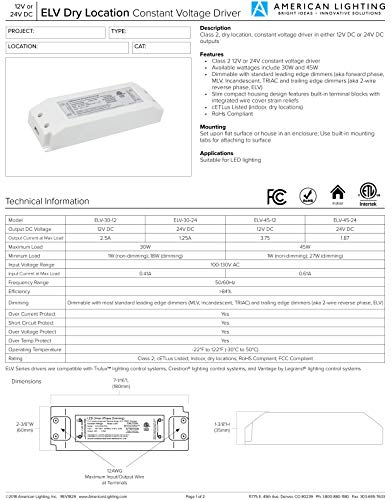 12V or
24V DC
ELV Dry Location Constant Voltage Driver
AMERICAN LIGHTING
BRIGHT IDEAS • INNOVATIVE SOLUTIONS
PROJECT: TYPE:
LOCATION: CAT:
Description
Class 2, dry location, constant voltage driver in either 12V DC or 24V DC
outputs
Features
• Class 2 12V or 24V constant voltage driver
• Available wattages include 30W and 45W
• Dimmable with standard leading edge dimmers (aka forward phase,
MLV, Incandescent, TRIAC) and trailing edge dimmers (aka 2-wire
reverse phase, ELV)
• Slim compact housing design features built-in terminal blocks with
integrated wire cover strain reliefs
• cETLus Listed (indoor, dry locations)
• RoHS Compliant
Mounting
Set upon flat surface or house in an enclosure; Use built-in mounting
tabs for attaching to surface
Applications
Suitable for LED lighting
Technical Information
FC
RoHS
Indoor
ETL
Intertek
Model ELV-30-12 ELV-30-24 ELV-45-12 ELV-45-24
Output DC Voltage 12V DC 24V DC 12V DC 24V DC
Output Current at Max Load 2.5A 1.25A 3.75 1.87
Maximum Load 30W 45W
Minimum Load 1W (non-dimming), 18W (dimming) 1W (non-dimming), 27W (dimming)
Input Voltage Range 100-130V AC
Input Current at Max Load 0.41A 0.61A
Frequency Range 50/60Hz
Efficiency >84%
Dimming Dimmable with most standard leading edge dimmers (MLV, Incandescent, TRIAC) and trailing edge dimmers (aka 2-wire reverse phase, ELV)
Over Current Protect Yes
Short Circuit Protect Yes
Over Voltage Protect Yes
Over Temp Protect Yes
Operating Temperature -22°F to 122°F (-30°C to 50°C)
Rating Class 2, cETLus Listed; Indoor, dry locations; RoHS Compliant; FCC Compliant
ELV Series drivers are compatible with Trulux™ lighting control systems, Crestron® lighting control systems, and Vantage by Legrand® lighting control systems.
Dimensions
7-1/16"L
(180mm)
2-3/8"W
(60mm)
1-3/8"H
(35mm)
12AWG
Maximum Input/Output Wire
at Terminals
©2018 American Lighting, Inc. REV1829 www.AmericanLighting.com Page 1 of 2 11775 E. 45th Ave, Denver, CO 80239 Ph: 1.800.880.1180 Fax: 303.695.7633